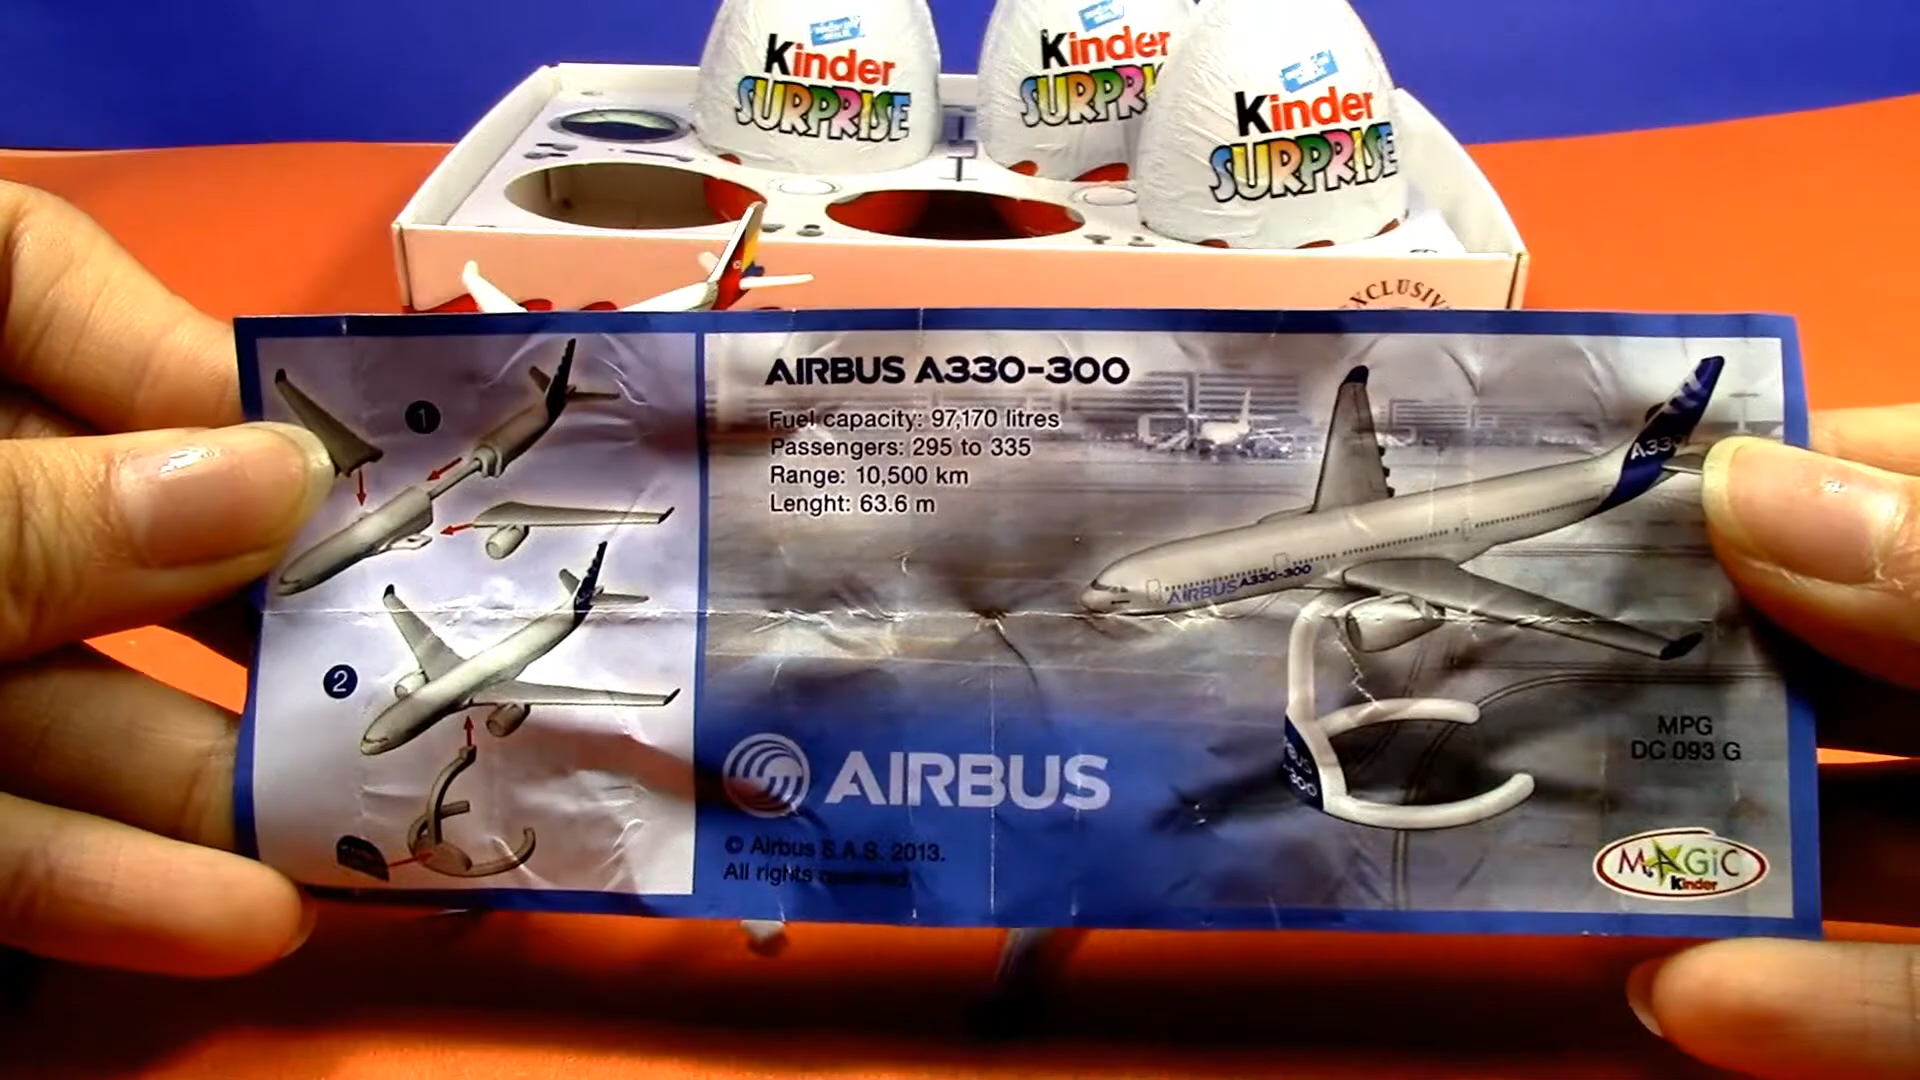 Kinder
SURPRISE
Kinder
SURPR
Kinder
SURPRISE
EXCLUSIV
1
2
AIRBUS A330-300
Fuel capacity: 97,170 litres
Passengers: 295 to 335
Range: 10,500 km
Lenght: 63.6 m
A330
AIRBUS A330-300
AIRBUS
© Airbus S.A.S. 2013.
All rights reserved.
MPG
DC 093 G
MAGiC
Kinder